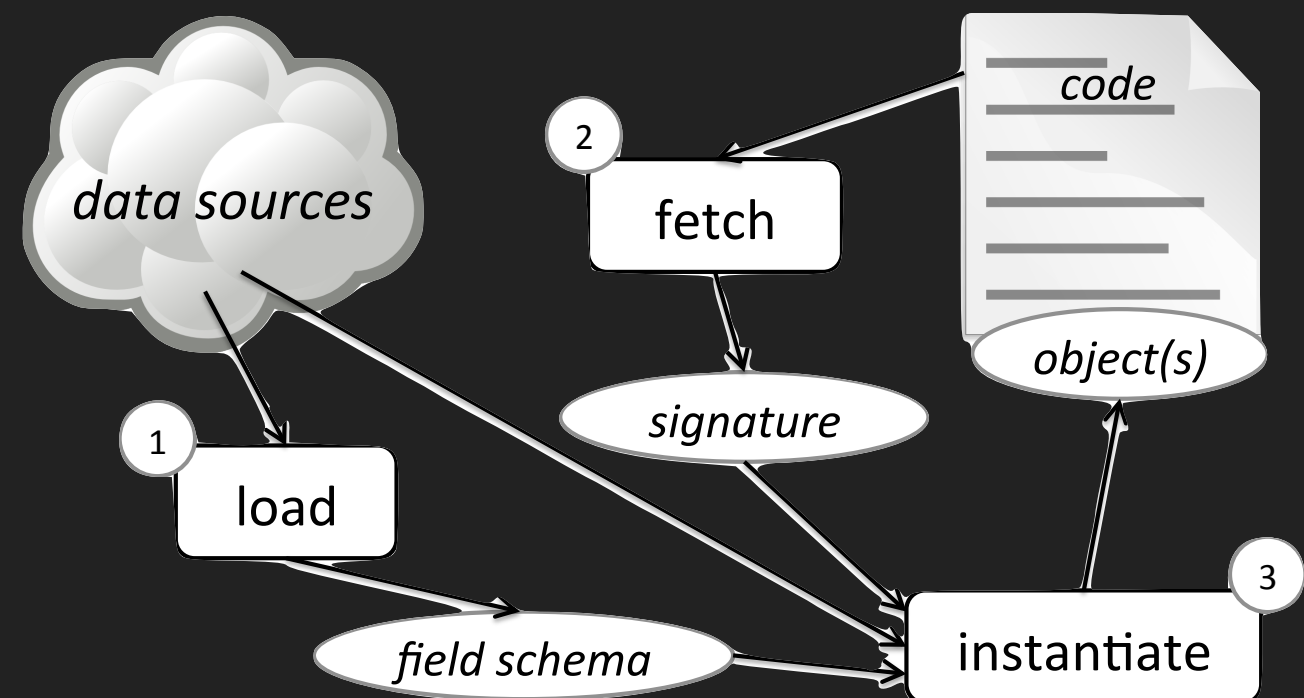 code
2
data sources
fetch
object(s)
signature
1
load
3
instantiate
field schema